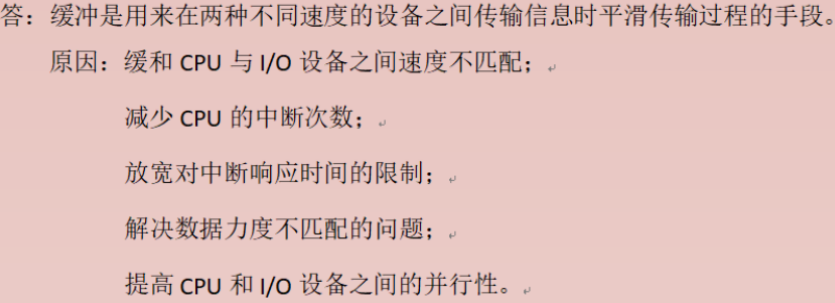 答：缓冲是用来在两种不同速度的设备之间传输信息时平滑传输过程的手段。
原因：缓和 CPU 与 I/O 设备之间速度不匹配；
减少 CPU 的中断次数；
放宽对中断响应时间的限制；
解决数据力度不匹配的问题；
提高 CPU 和 I/O 设备之间的并行性。